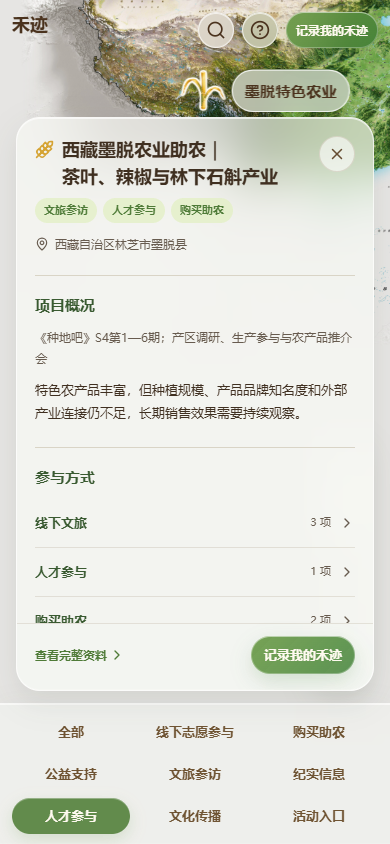 禾迹
记录我的禾迹
墨脱特色农业
西藏墨脱农业助农｜
茶叶、辣椒与林下石斛产业
文旅参访 人才参与 购买助农
西藏自治区林芝市墨脱县
项目概况
《种地吧》S4第1—6期；产区调研、生产参与与农产品推介
会
特色农产品丰富，但种植规模、产品品牌知名度和外部
产业连接仍不足，长期销售效果需要持续观察。
参与方式
线下文旅 3 项
人才参与 1 项
购买助农 2 项
查看完整资料 记录我的禾迹
全部 线下志愿参与 购买助农
公益支持 文旅参访 纪实信息
人才参与 文化传播 活动入口